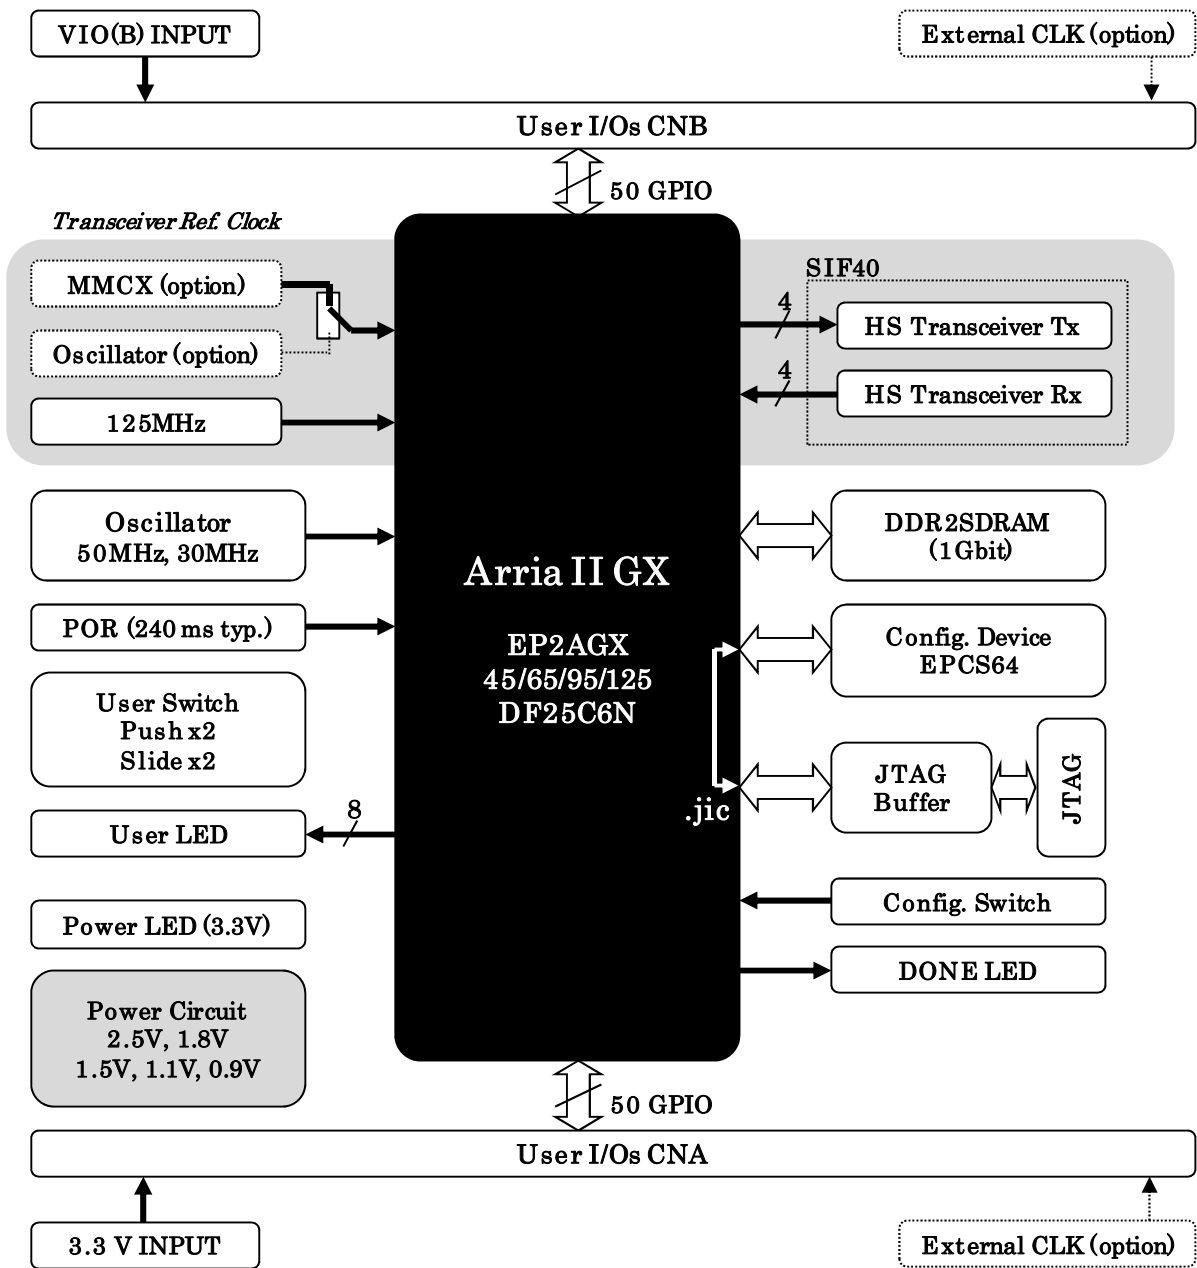 VIO(B) INPUT
External CLK (option)
User I/Os CNB
50 GPIO
Transceiver Ref. Clock
MMCX (option)
Oscillator (option)
125MHz
SIF40
4
HS Transceiver Tx
4
HS Transceiver Rx
Oscillator
50MHz, 30MHz
POR (240 ms typ.)
User Switch
Push x2
Slide x2
8
User LED
Power LED (3.3V)
Power Circuit
2.5V, 1.8V
1.5V, 1.1V, 0.9V
Arria II GX
EP2AGX
45/65/95/125
DF25C6N
.jic
DDR2SDRAM
(1Gbit)
Config. Device
EPCS64
JTAG
Buffer
JTAG
Config. Switch
DONE LED
50 GPIO
User I/Os CNA
3.3 V INPUT
External CLK (option)